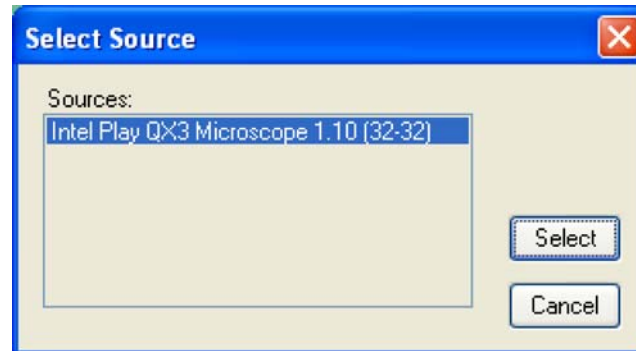 Select Source
Sources:
Intel Play QX3 Microscope 1.10 (32-32)
Select
Cancel